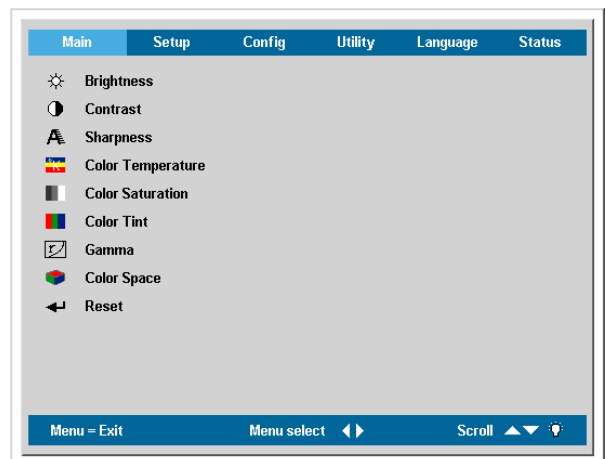 Main Setup Config Utility Language Status
Brightness
Contrast
Sharpness
Color Temperature
Color Saturation
Color Tint
Gamma
Color Space
Reset
Menu = Exit Menu select Scroll